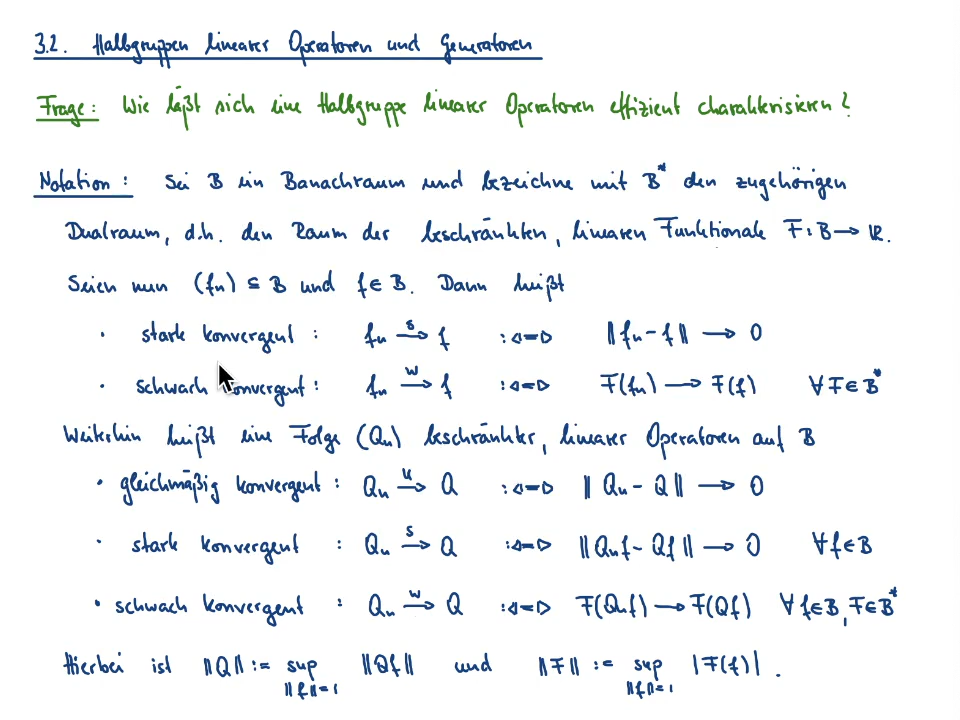 3.2. Halbgruppen linearer Operatoren und Generatoren
Frage: Wie läßt sich eine Halbgruppe linearer Operatoren effizient charakterisieren?
Notation: Sei B ein Banachraum und bezeichne mit B* den zugehörigen
Dualraum, d.h. den Raum der beschränkten, linearen Funktionale F: B → ℝ.
Seien nun (fₙ) ⊆ B und f ∈ B. Dann heißt
· stark konvergent: fₙ →ˢ f :⇔ ‖fₙ - f‖ → 0
· schwach konvergent: fₙ →ʷ f :⇔ F(fₙ) → F(f) ∀ F ∈ B*
Weiterhin heißt eine Folge (Qₙ) beschränkter, linearer Operatoren auf B
· gleichmäßig konvergent: Qₙ →ᵘ Q :⇔ ‖Qₙ - Q‖ → 0
· stark konvergent: Qₙ →ˢ Q :⇔ ‖Qₙf - Qf‖ → 0 ∀ f ∈ B
· schwach konvergent: Qₙ →ʷ Q :⇔ F(Qₙf) → F(Qf) ∀ f ∈ B, F ∈ B*
Hierbei ist ‖Q‖ := sup_{‖f‖=1} ‖Qf‖ und ‖F‖ := sup_{‖f‖=1} |F(f)|.